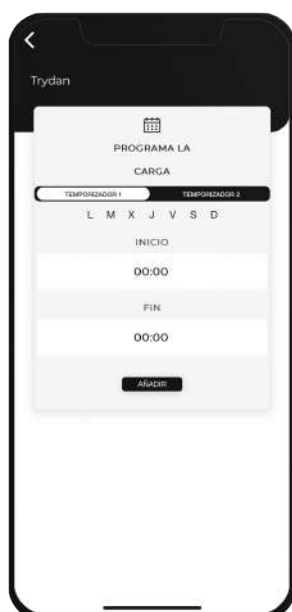 Trydan
PROGRAMA LA
CARGA
TEMPORIZADOR 1 TEMPORIZADOR 2
L M X J V S D
INICIO
00:00
FIN
00:00
AÑADIR